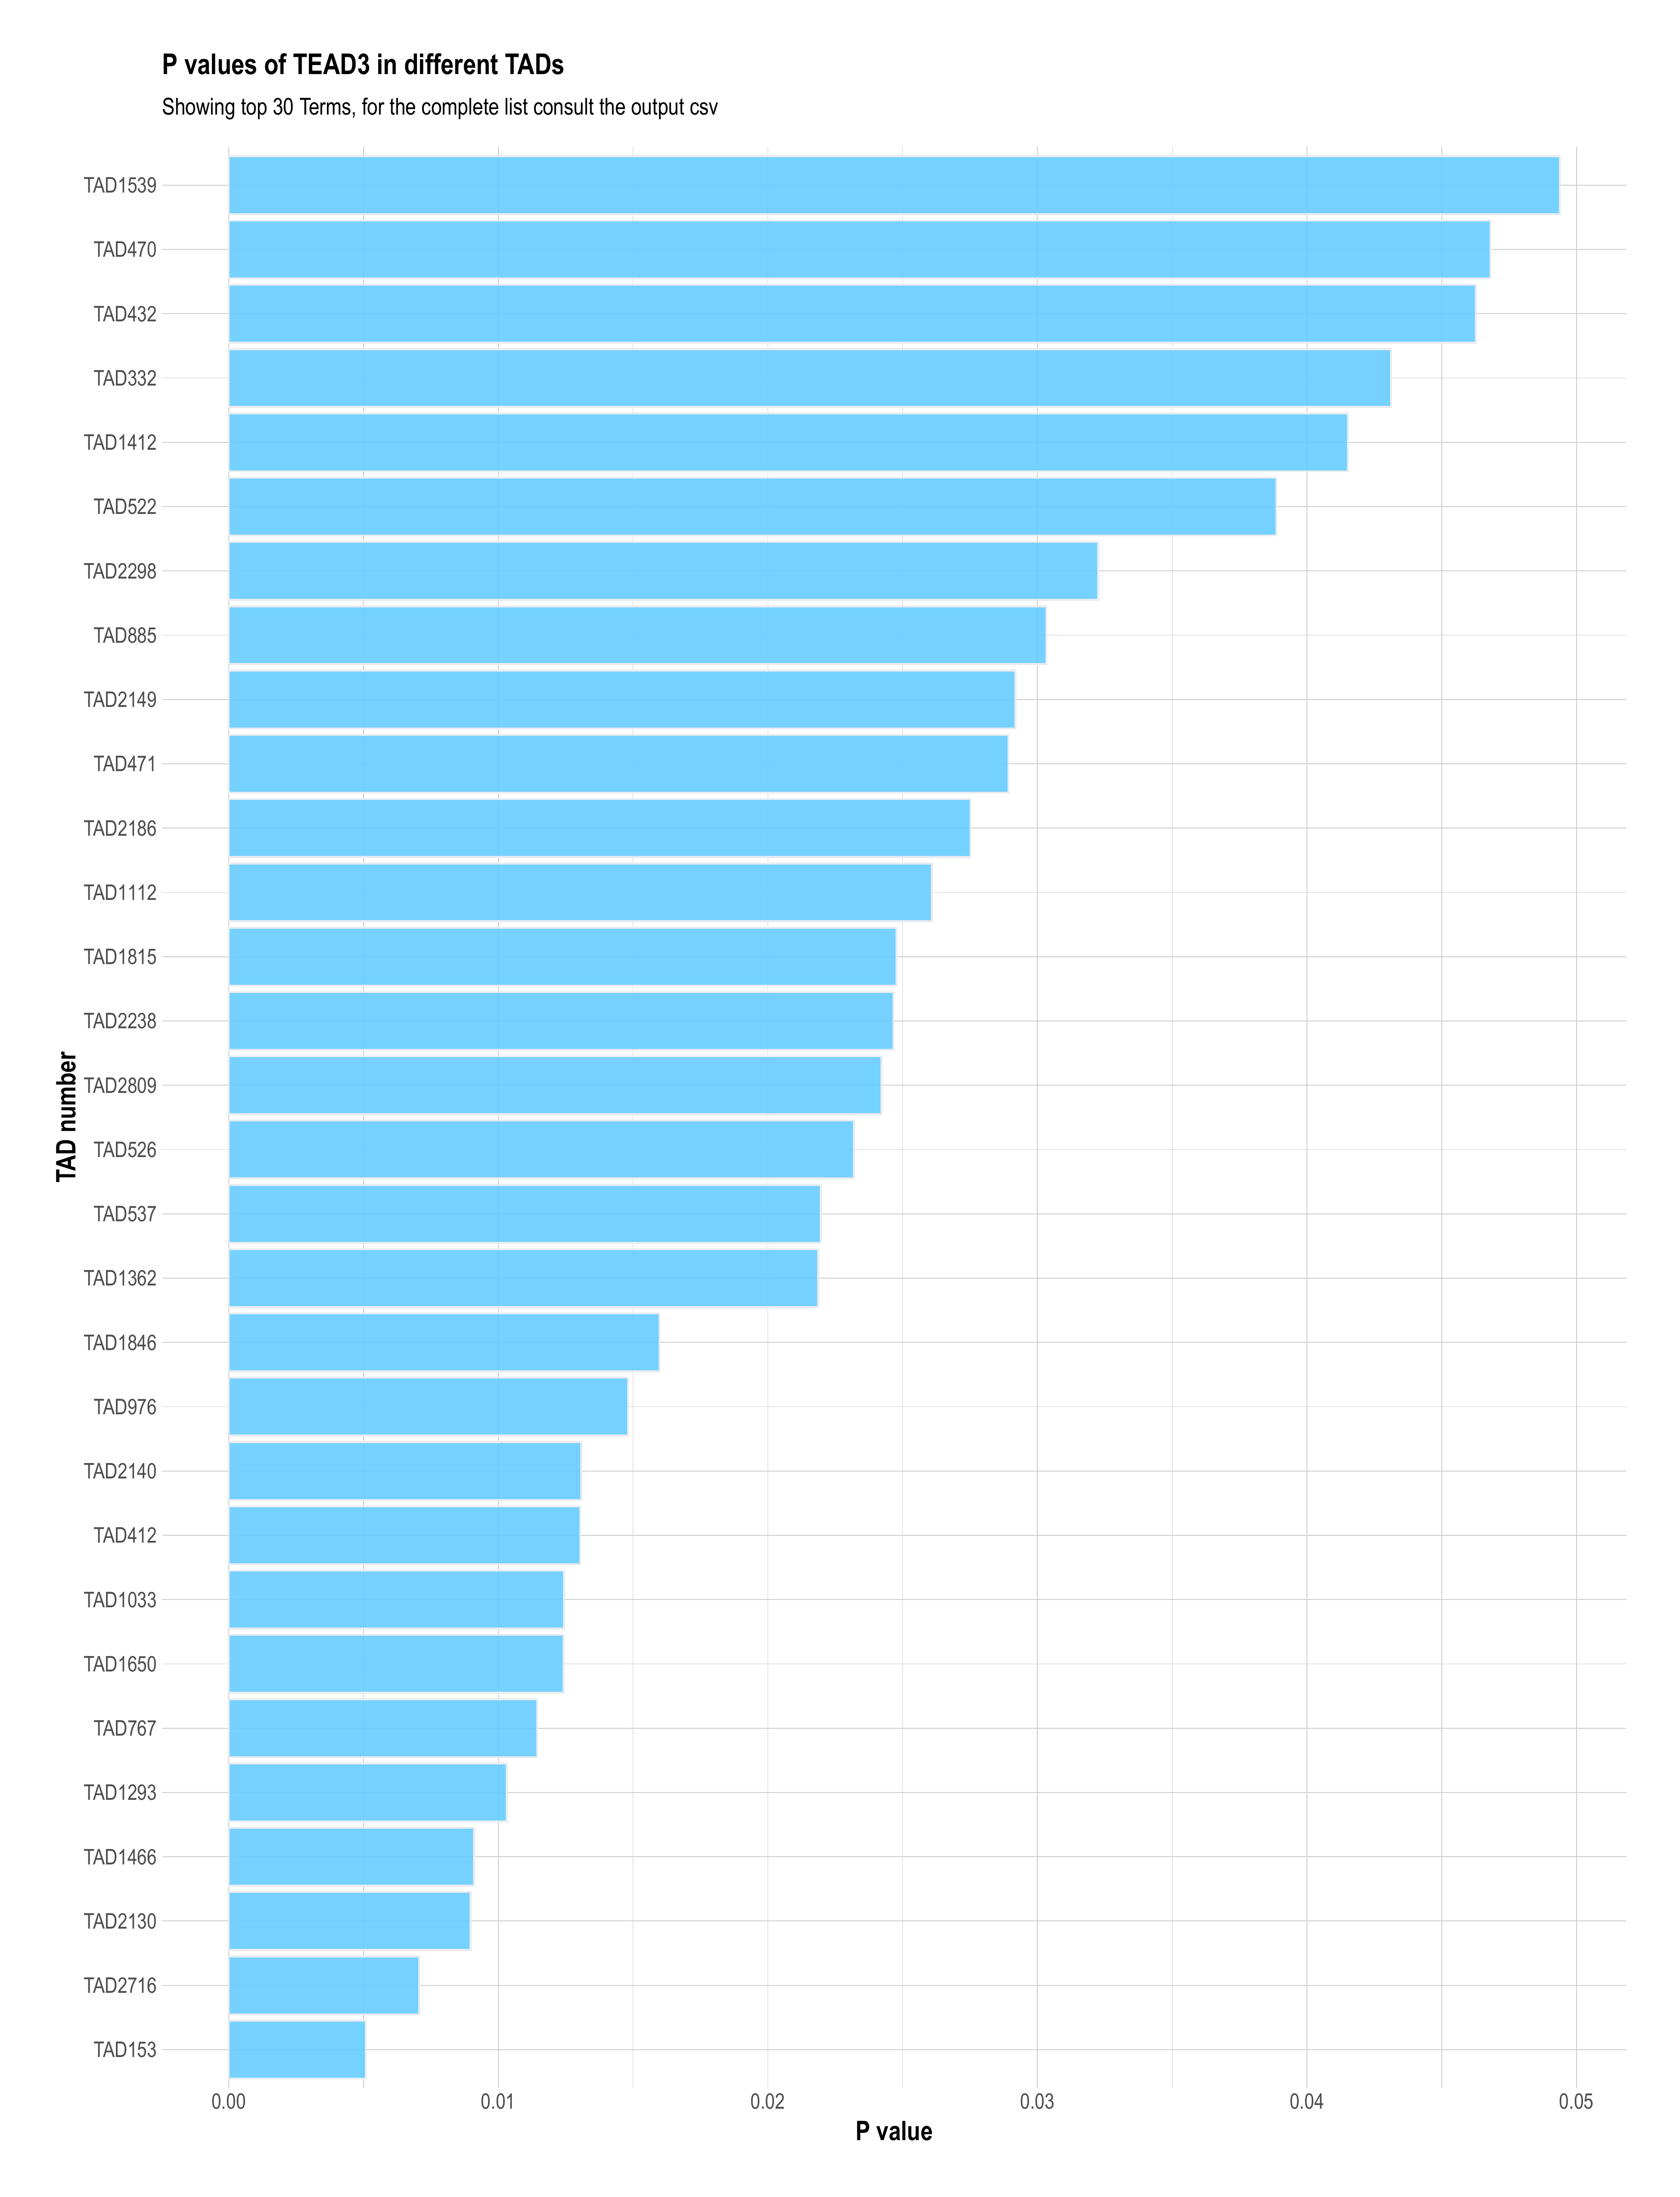 P values of TEAD3 in different TADs
Showing top 30 Terms, for the complete list consult the output csv
TAD1539
TAD470
TAD432
TAD332
TAD1412
TAD522
TAD2298
TAD885
TAD2149
TAD471
TAD2186
TAD1112
TAD1815
TAD2238
TAD2809
TAD526
TAD537
TAD1362
TAD1846
TAD976
TAD2140
TAD412
TAD1033
TAD1650
TAD767
TAD1293
TAD1466
TAD2130
TAD2716
TAD153
TAD number
0.00 0.01 0.02 0.03 0.04 0.05
P value